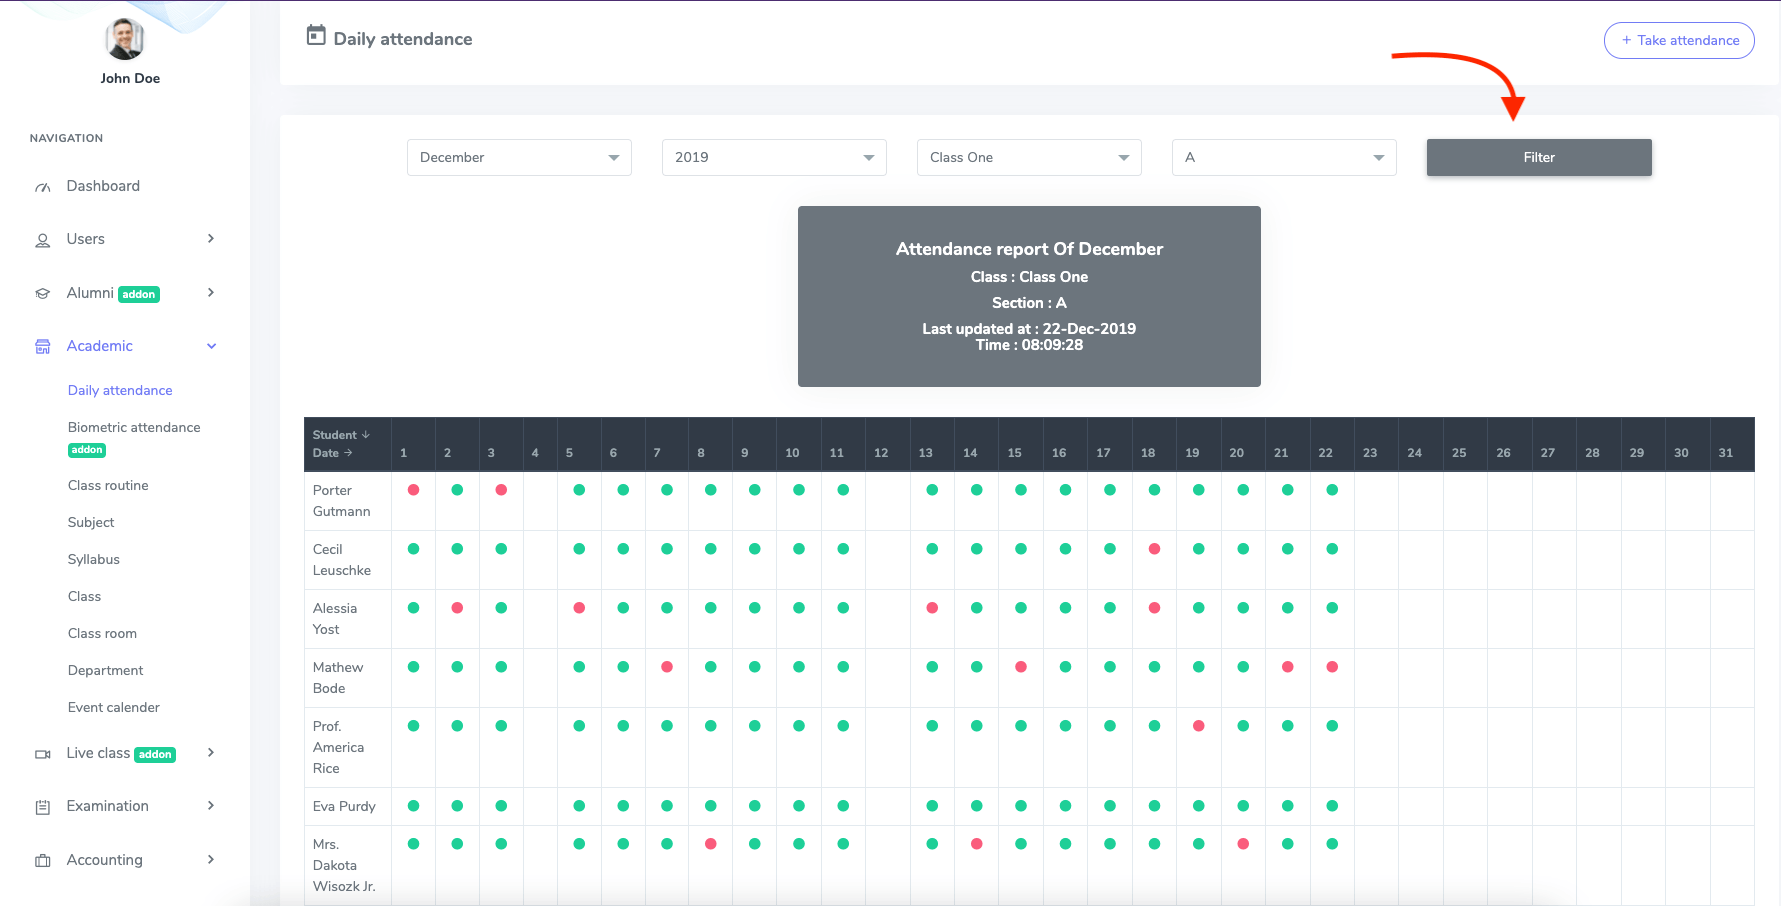 John Doe
NAVIGATION
Dashboard
Users
Alumni addon
Academic
Daily attendance
Biometric attendance
addon
Class routine
Subject
Syllabus
Class
Class room
Department
Event calender
Live class addon
Examination
Accounting
Daily attendance
+ Take attendance
December 2019 Class One A Filter
Attendance report Of December
Class : Class One
Section : A
Last updated at : 22-Dec-2019
Time : 08:09:28
Student ↓
Date → 1 2 3 4 5 6 7 8 9 10 11 12 13 14 15 16 17 18 19 20 21 22 23 24 25 26 27 28 29 30 31
Porter
Gutmann
Cecil
Leuschke
Alessia
Yost
Mathew
Bode
Prof.
America
Rice
Eva Purdy
Mrs.
Dakota
Wisozk Jr.